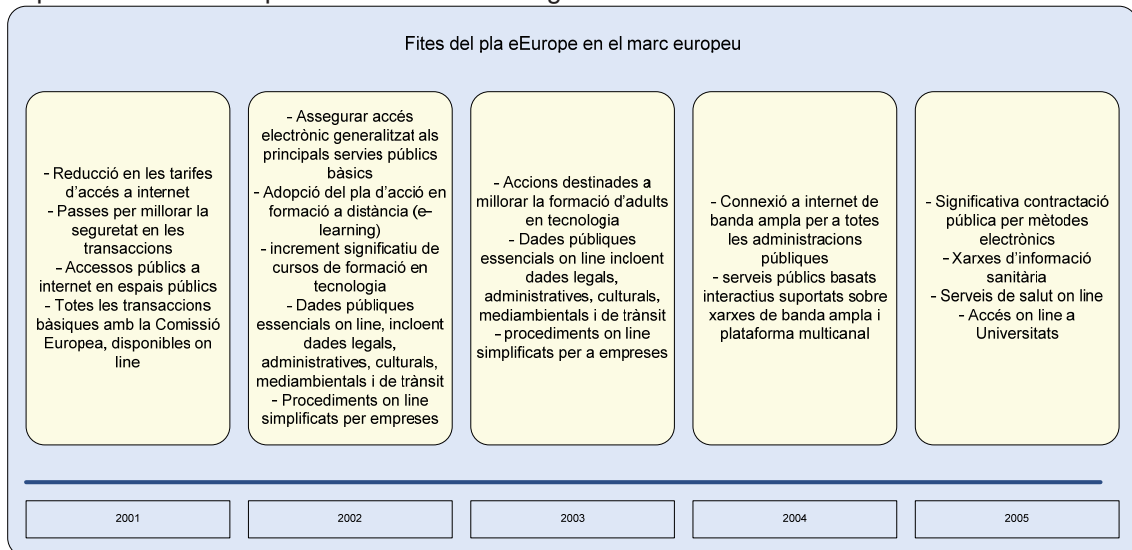 Fites del pla eEurope en el marc europeu
- Reducció en les tarifes
d'accés a internet
- Passes per millorar la
seguretat en les
transaccions
- Accessos públics a
internet en espais públics
- Totes les transaccions
bàsiques amb la Comissió
Europea, disponibles on
line
- Assegurar accés
electrònic generalitzat als
principals servies públics
bàsics
- Adopció del pla d'acció en
formació a distáncia (e-
learning)
- increment significatiu de
cursos de formació en
tecnologia
- Dades públiques
essencials on line, incloent
dades legals,
administratives, culturals,
mediambientals i de trànsit
- Procediments on line
simplificats per empreses
- Accions destinades a
millorar la formació d'adults
en tecnologia
- Dades públiques
essencials on line incloent
dades legals,
administratives, culturals,
mediambientals i de trànsit
- procediments on line
simplificats per a empreses
- Connexió a internet de
banda ampla per a totes
les administracions
públiques
- serveis públics basats
interactius suportats sobre
xarxes de banda ampla i
plataforma multicanal
- Significativa contractació
pública per mètodes
electrònics
- Xarxes d'informació
sanitària
- Serveis de salut on line
- Accés on line a
Universitats
2001
2002
2003
2004
2005